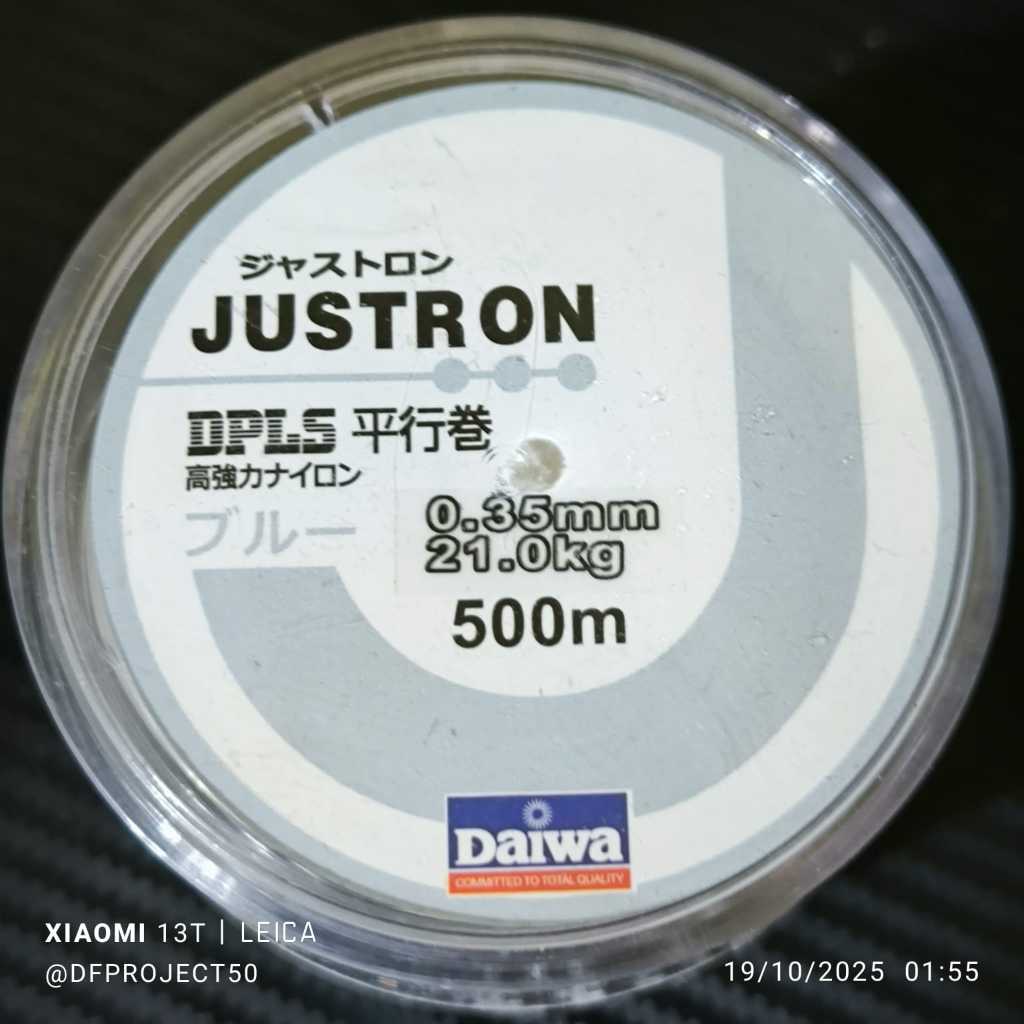 ジャストロン
JUSTRON
DPLS 平行巻
高強力ナイロン
ブルー
0.35mm
21.0kg
500m
Daiwa
COMMITTED TO TOTAL QUALITY
XIAOMI 13T | LEICA
@DFPROJECT50
19/10/2025 01:55